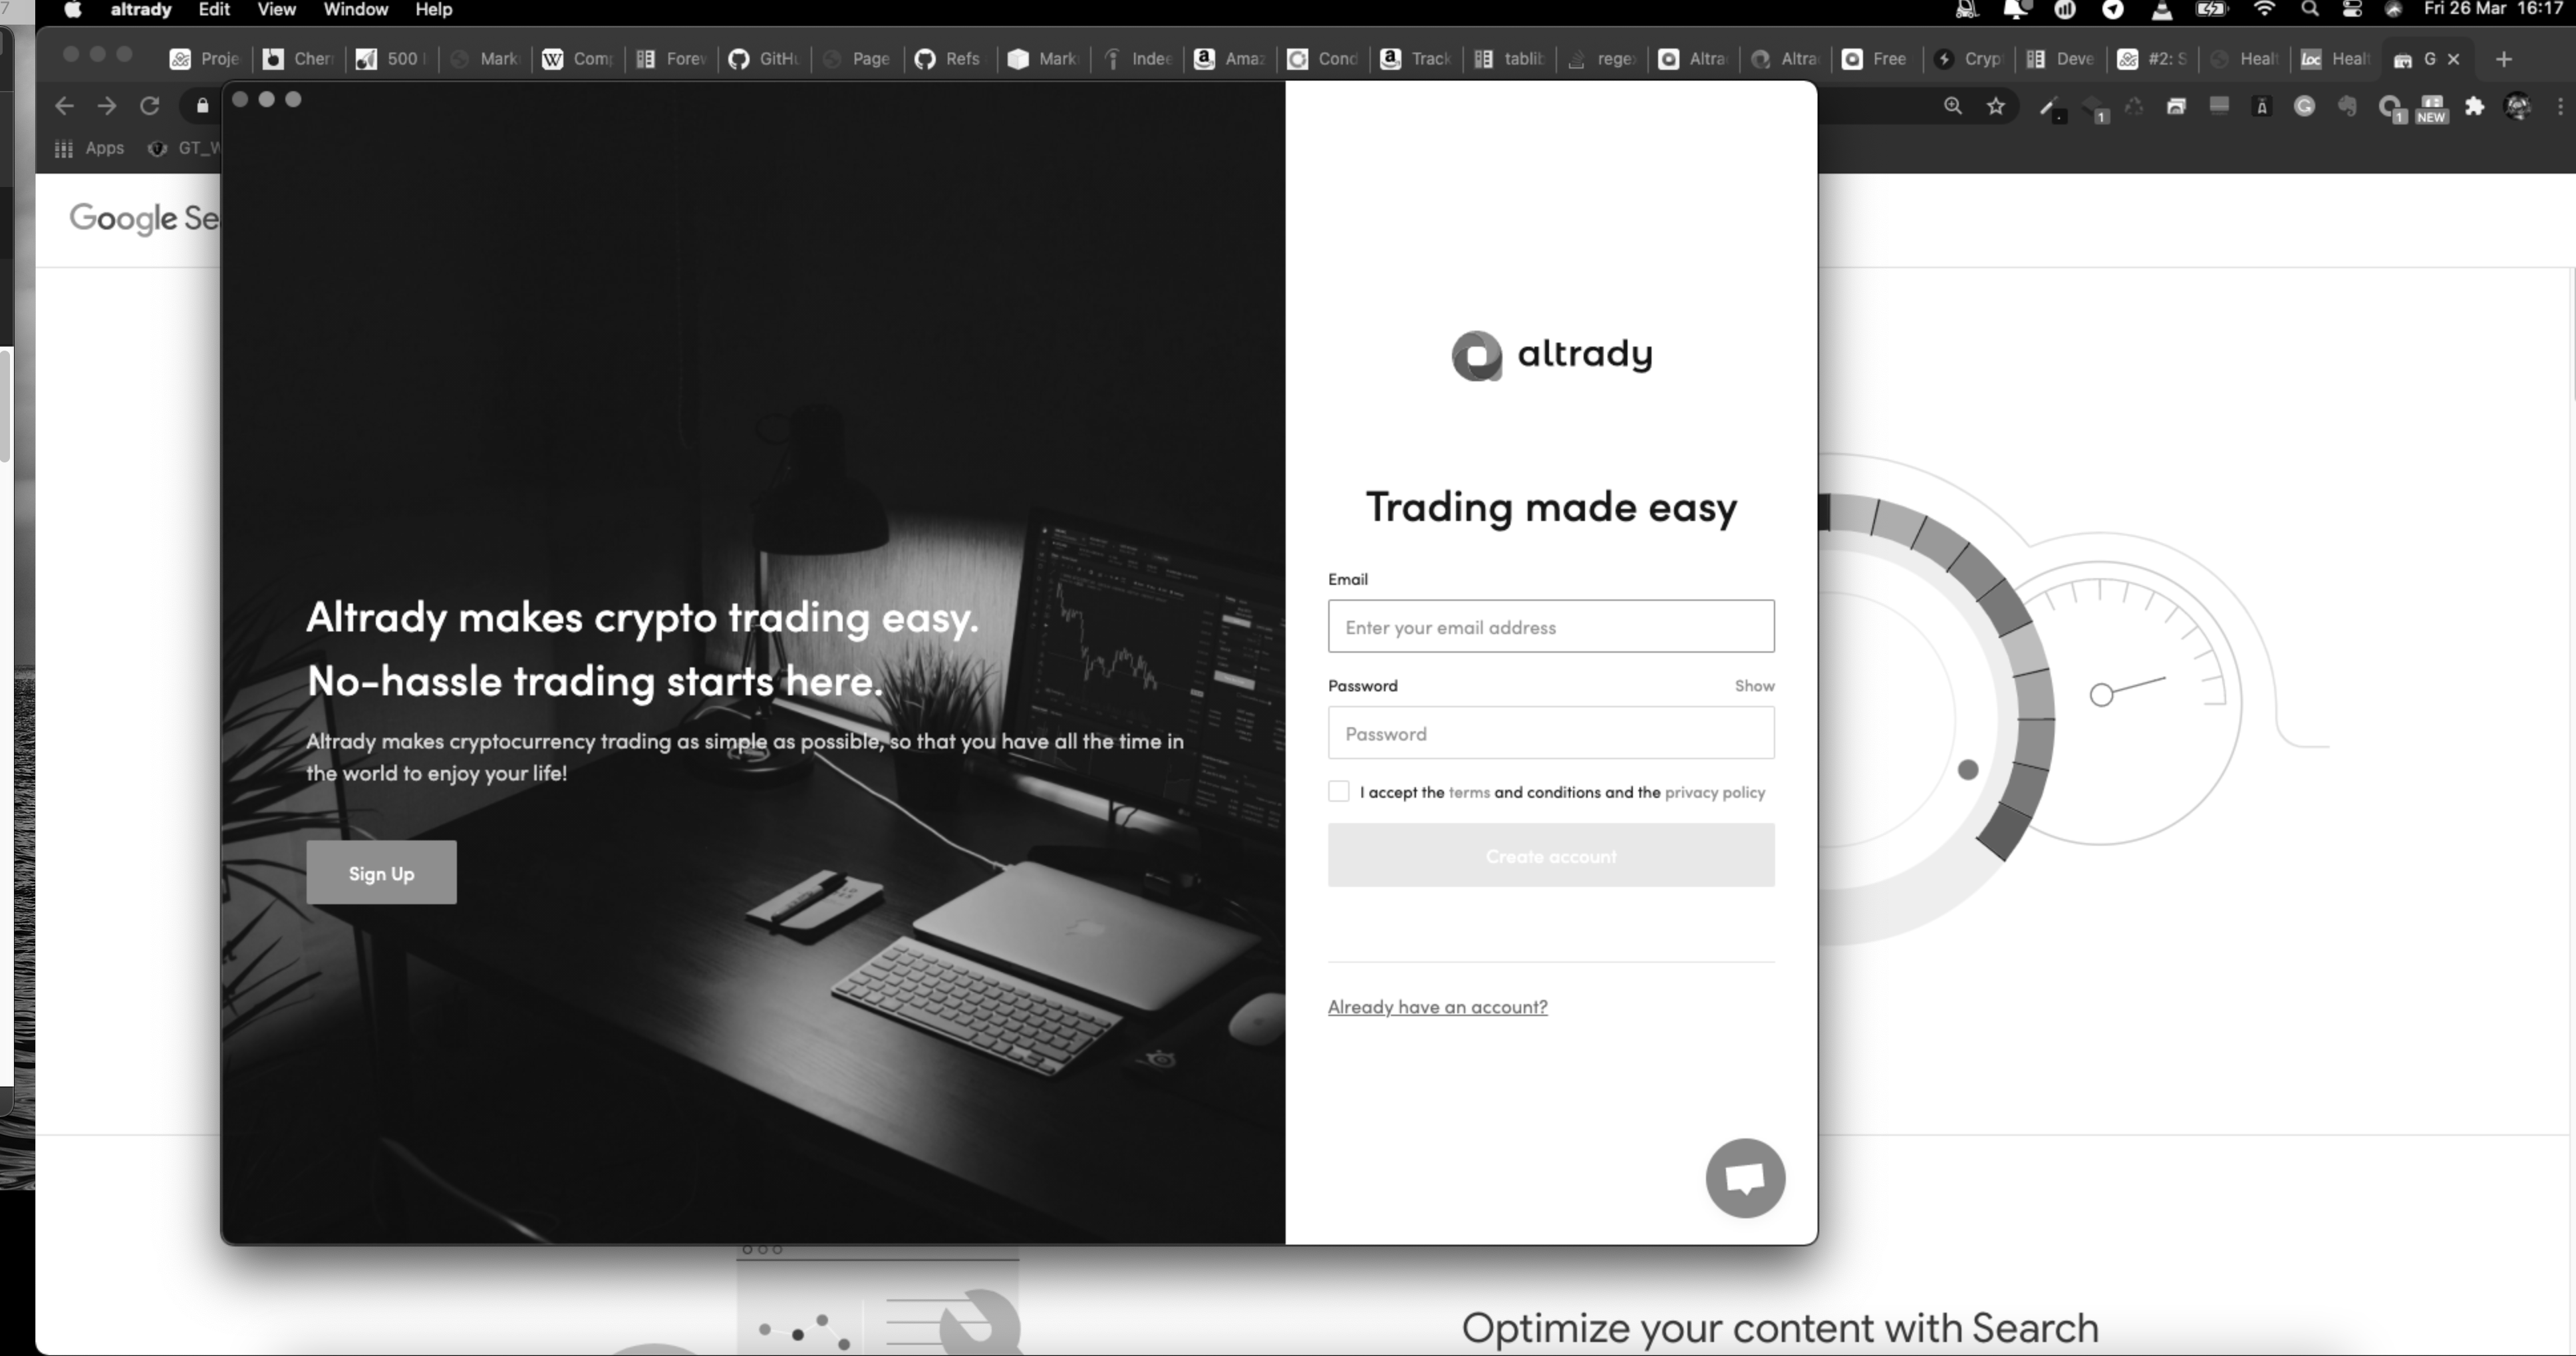 altrady Edit View Window Help Fri 26 Mar 16:17
7
Proje Cher 500 Mark Com Forev GitHu Page Refs Mark Indee Amaz Cond Track tablib rege Altra Altra Free Cryp Deve #2: S Healt Healt G
1 1 NEW
Apps GT_W
Google Se
altrady
Trading made easy
Email
Enter your email address
Password Show
Password
I accept the terms and conditions and the privacy policy
Create account
Already have an account?
Altrady makes crypto trading easy.
No-hassle trading starts here.
Altrady makes cryptocurrency trading as simple as possible, so that you have all the time in
the world to enjoy your life!
Sign Up
Optimize your content with Search